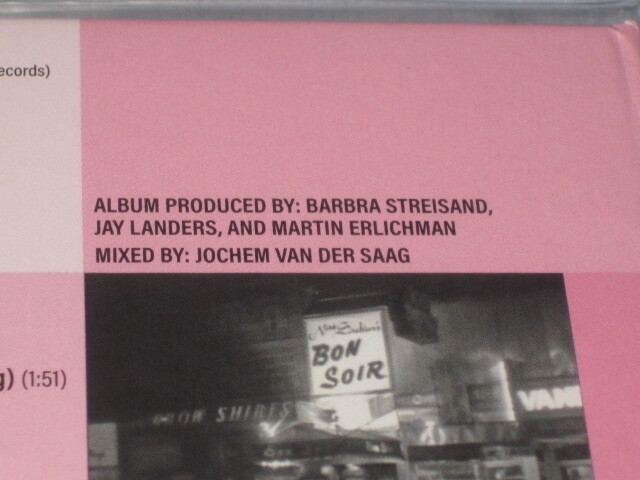 ecords)
ALBUM PRODUCED BY: BARBRA STREISAND,
JAY LANDERS, AND MARTIN ERLICHMAN
MIXED BY: JOCHEM VAN DER SAAG
BON
SOIR
g) (1:51)
VAN
SHIRTS